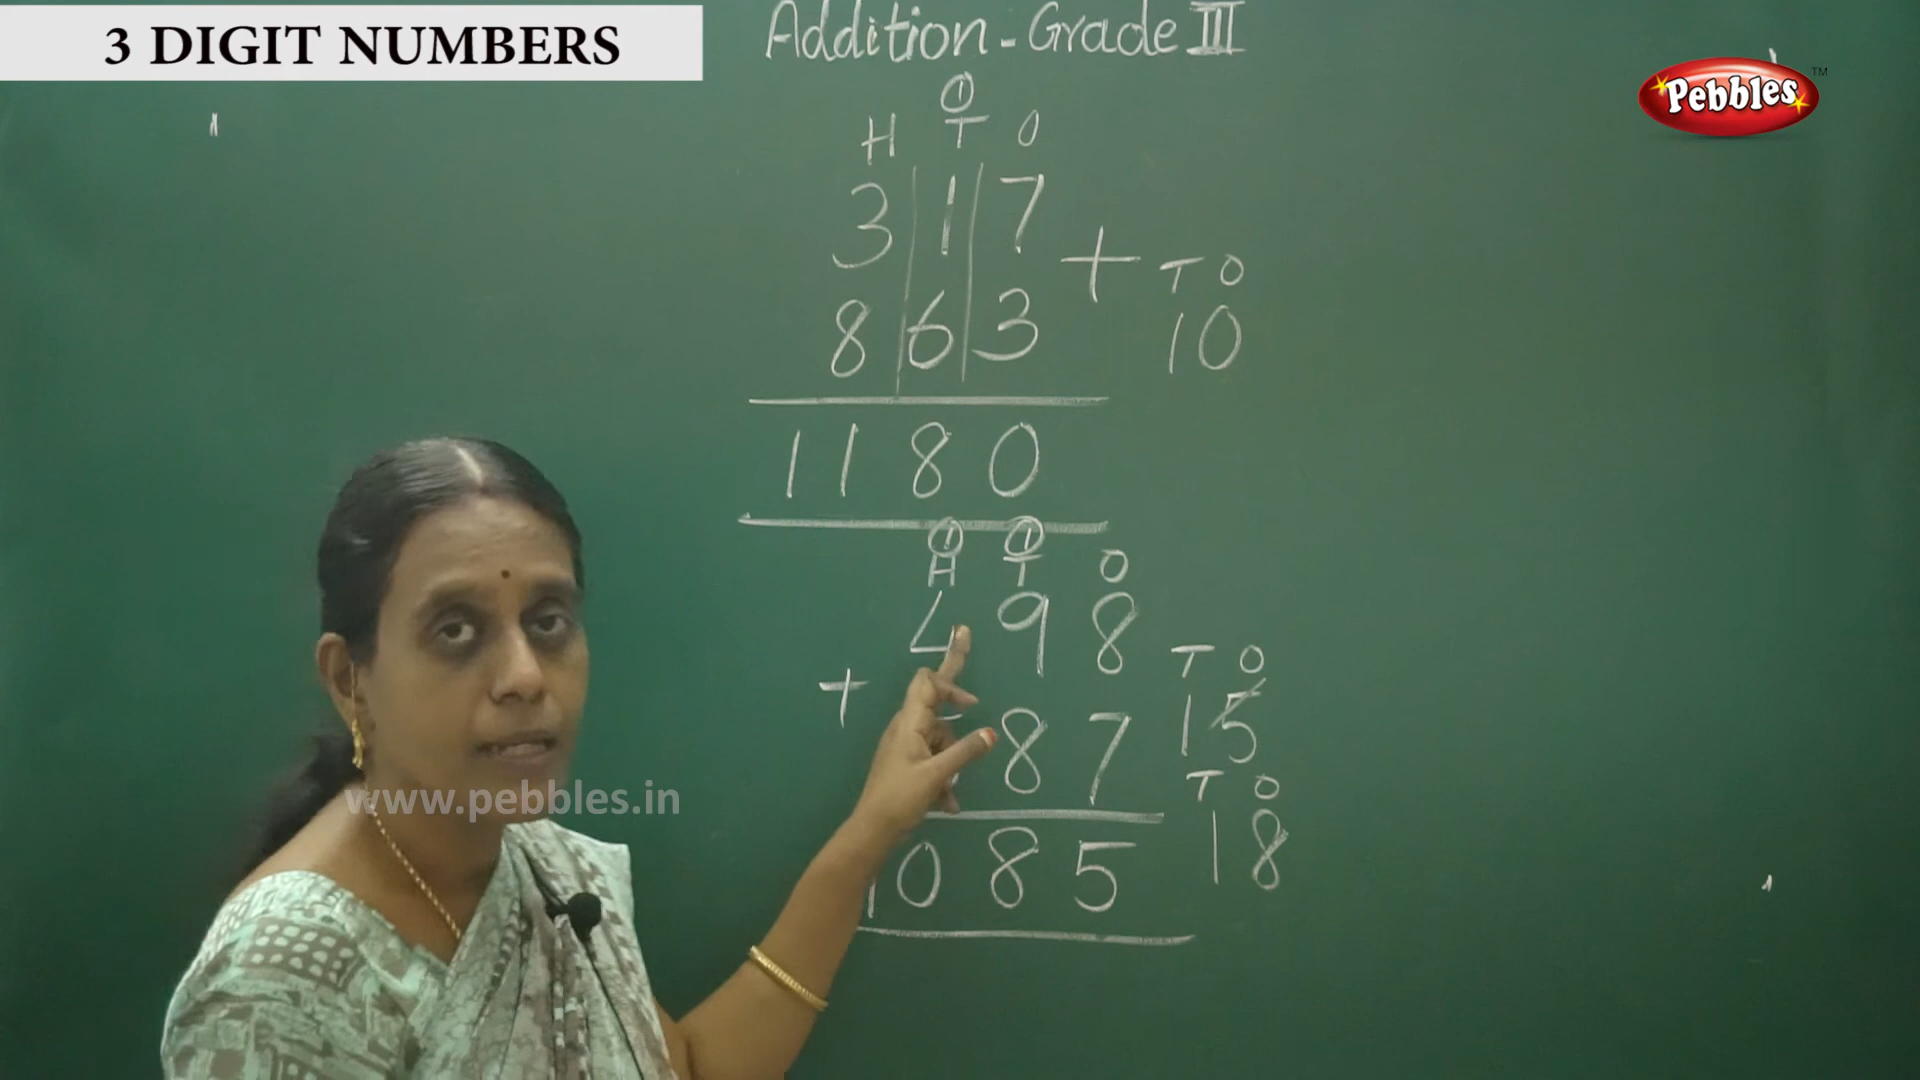 3 DIGIT NUMBERS
Addition - Grade III
Pebbles™
1
H T O
3 1 7
+
8 6 3
T O
10
1180
1 1
H T O
4 9 8
+
8 7
T O
15
T O
18
1085
www.pebbles.in